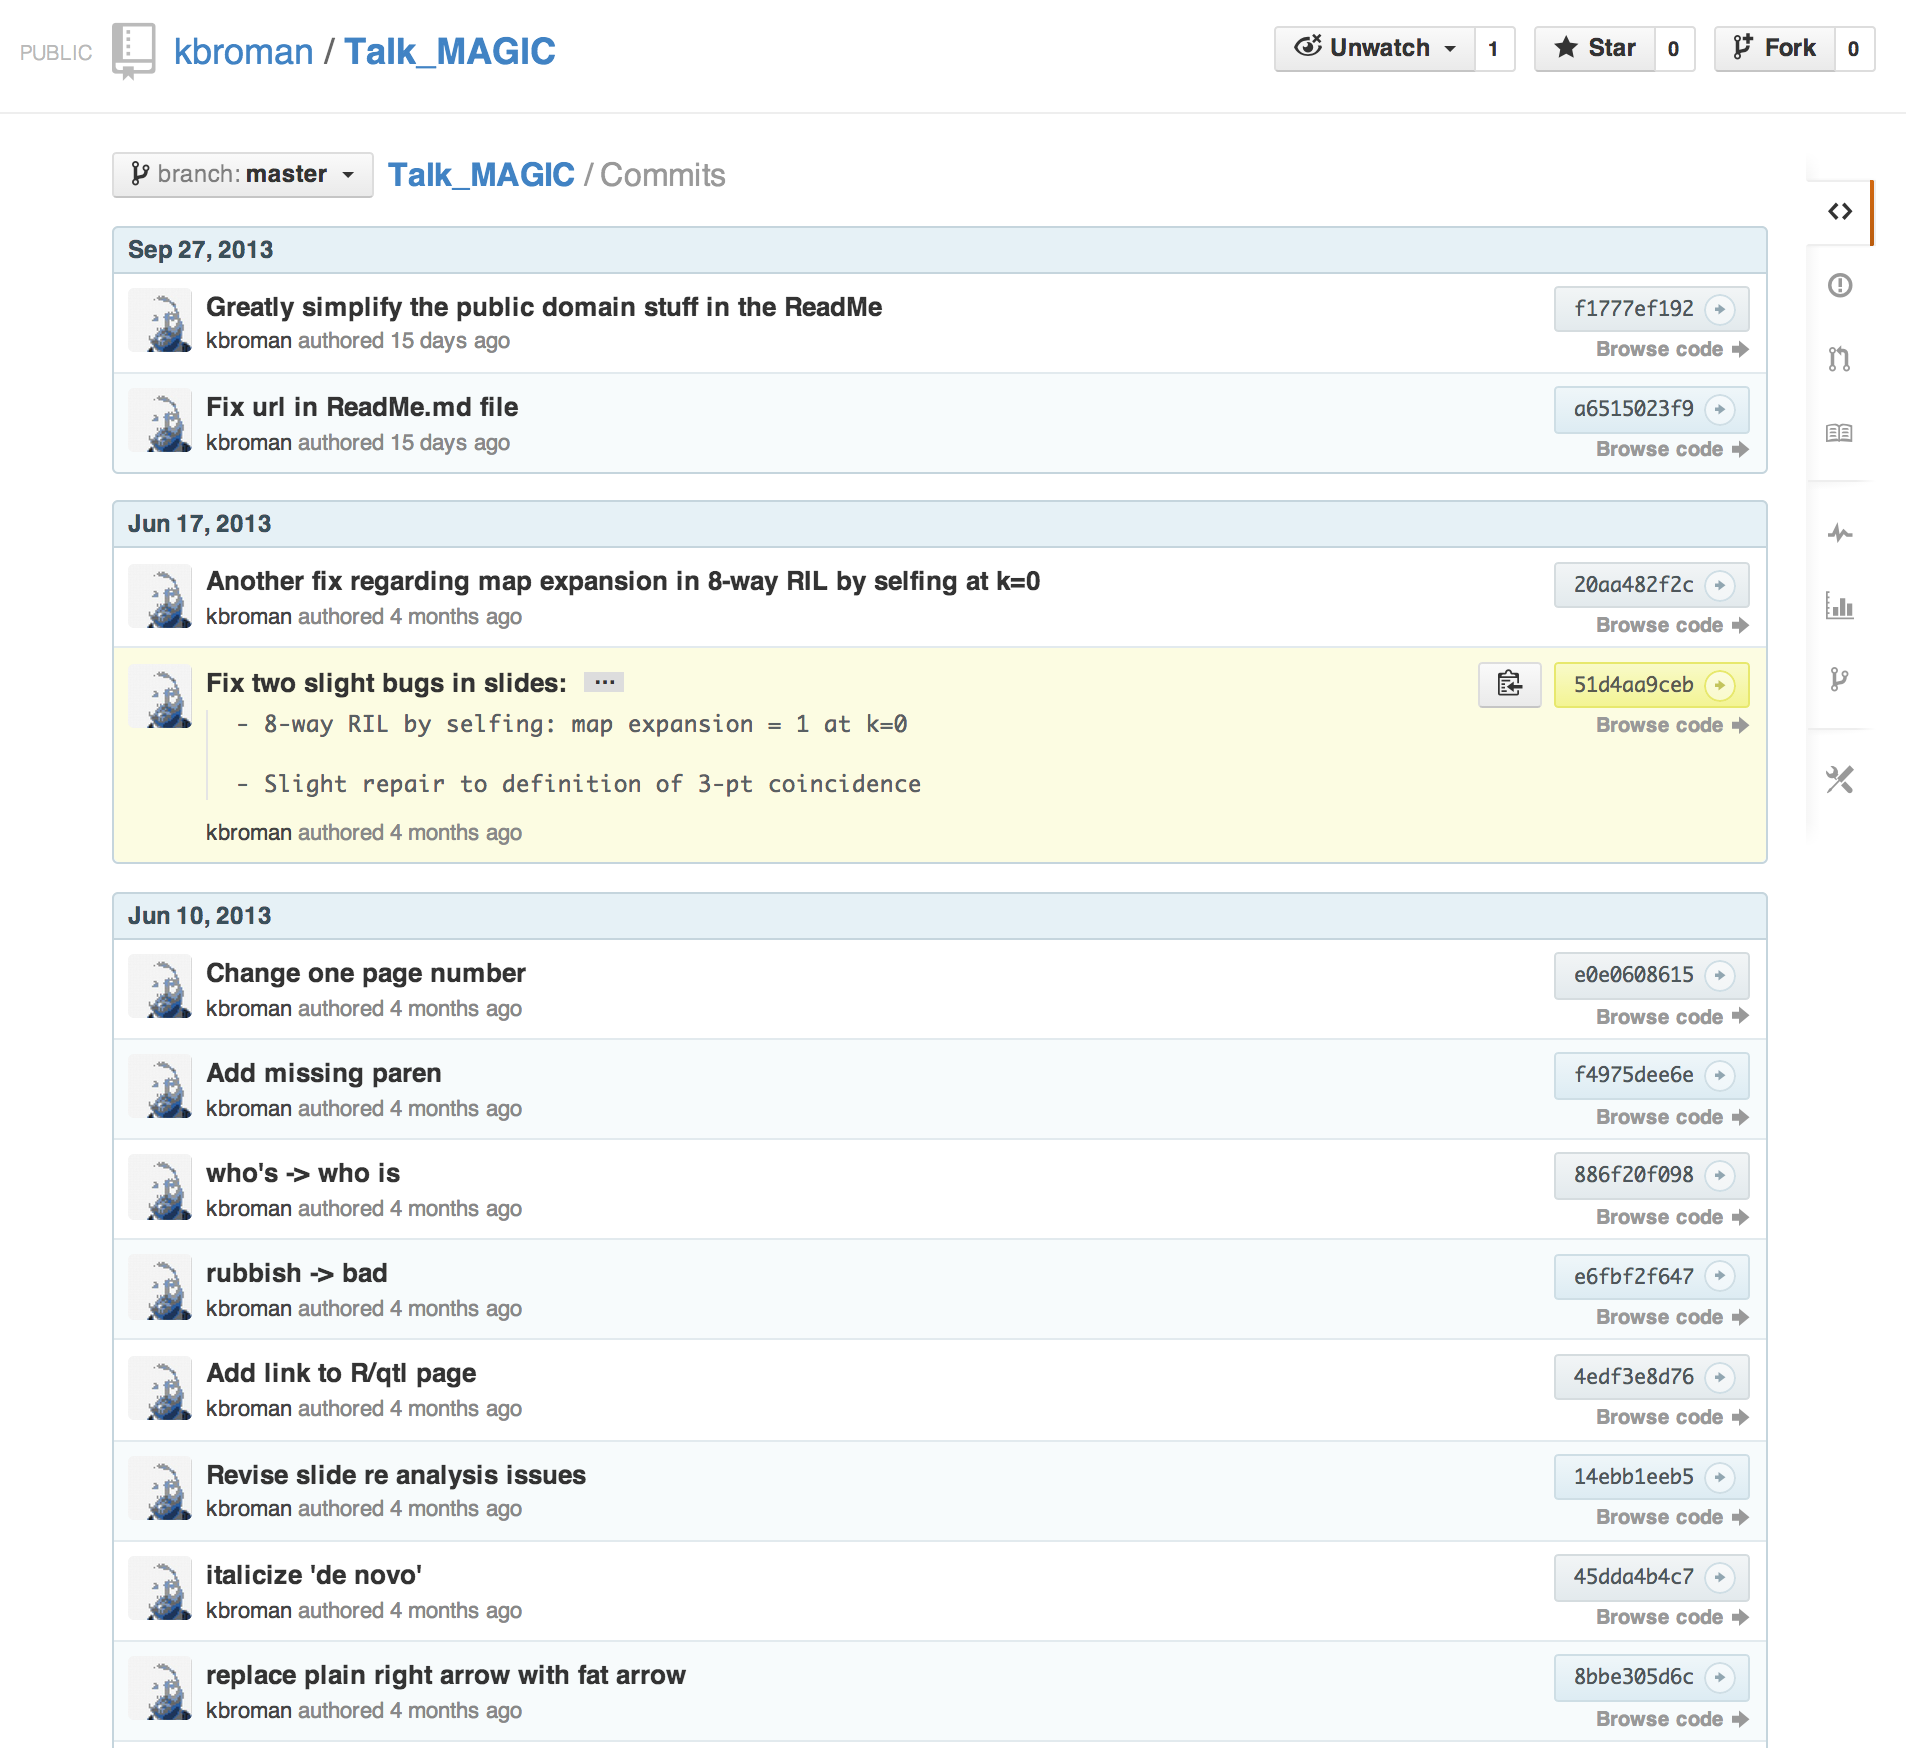 PUBLIC kbroman / Talk_MAGIC Unwatch 1 Star 0 Fork 0
branch: master Talk_MAGIC / Commits
Sep 27, 2013
Greatly simplify the public domain stuff in the ReadMe f1777ef192
kbroman authored 15 days ago Browse code
Fix url in ReadMe.md file a6515023f9
kbroman authored 15 days ago Browse code
Jun 17, 2013
Another fix regarding map expansion in 8-way RIL by selfing at k=0 20aa482f2c
kbroman authored 4 months ago Browse code
Fix two slight bugs in slides: ... 51d4aa9ceb
- 8-way RIL by selfing: map expansion = 1 at k=0 Browse code
- Slight repair to definition of 3-pt coincidence
kbroman authored 4 months ago
Jun 10, 2013
Change one page number e0e0608615
kbroman authored 4 months ago Browse code
Add missing paren f4975dee6e
kbroman authored 4 months ago Browse code
who's -> who is 886f20f098
kbroman authored 4 months ago Browse code
rubbish -> bad e6fbf2f647
kbroman authored 4 months ago Browse code
Add link to R/qtl page 4edf3e8d76
kbroman authored 4 months ago Browse code
Revise slide re analysis issues 14ebb1eeb5
kbroman authored 4 months ago Browse code
italicize 'de novo' 45dda4b4c7
kbroman authored 4 months ago Browse code
replace plain right arrow with fat arrow 8bbe305d6c
kbroman authored 4 months ago Browse code